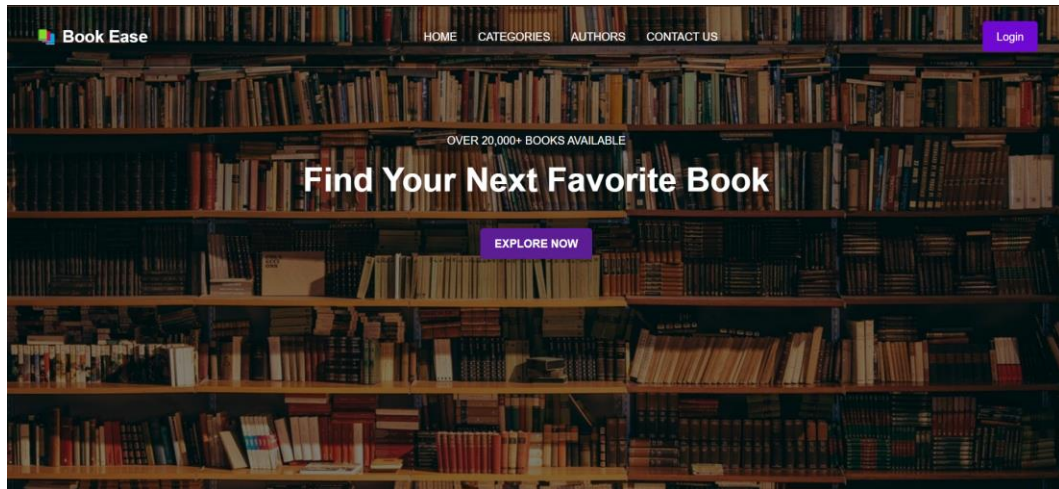 Book Ease
HOME CATEGORIES AUTHORS CONTACT US
Login
OVER 20,000+ BOOKS AVAILABLE
Find Your Next Favorite Book
EXPLORE NOW